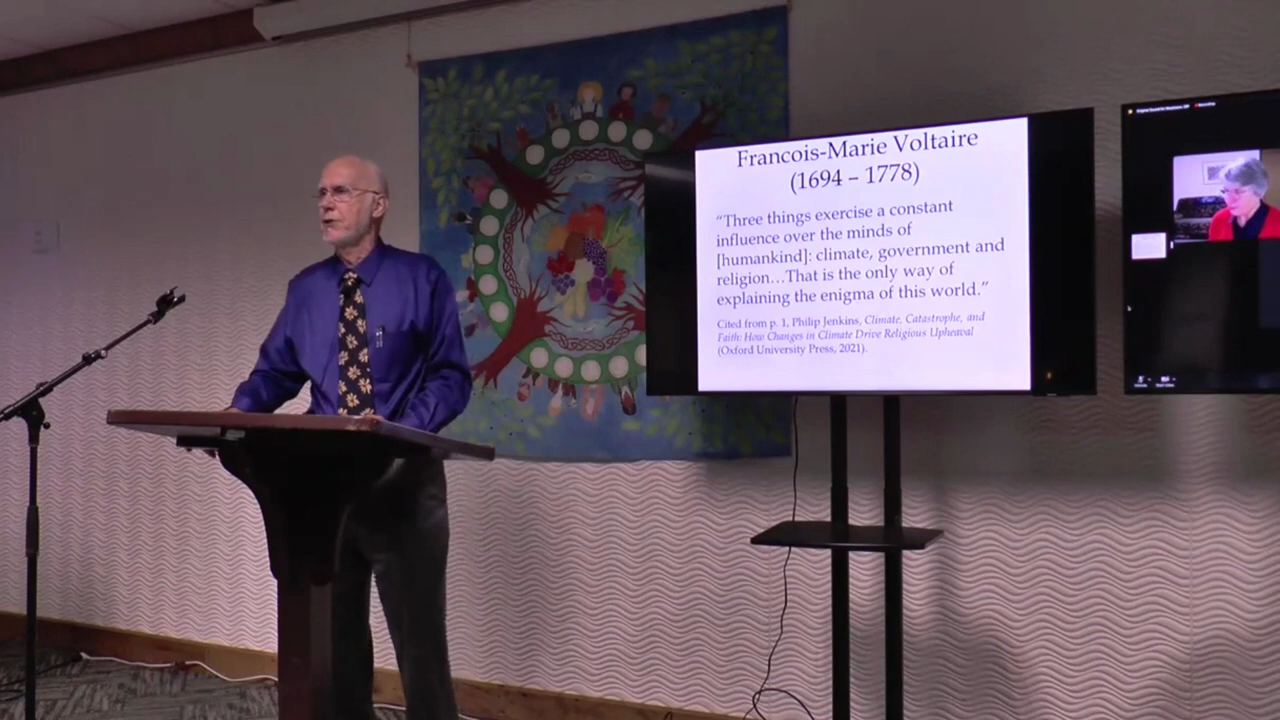 Francois-Marie Voltaire
(1694 – 1778)
“Three things exercise a constant
influence over the minds of
[humankind]: climate, government and
religion…That is the only way of
explaining the enigma of this world.”
Cited from p. 1, Philip Jenkins, Climate, Catastrophe, and
Faith: How Changes in Climate Drive Religious Upheaval
(Oxford University Press, 2021).